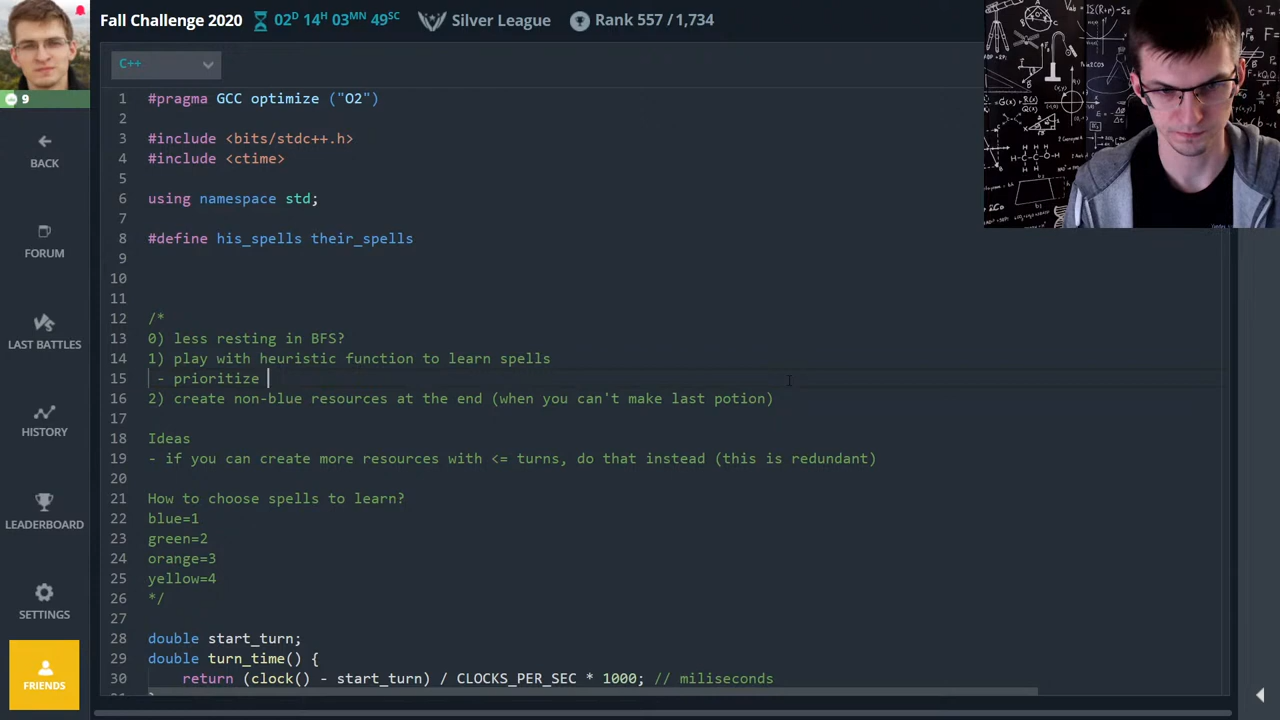 Fall Challenge 2020
02D 14H 03MN 49SC
Silver League
Rank 557 / 1,734
9
BACK
FORUM
LAST BATTLES
HISTORY
LEADERBOARD
SETTINGS
FRIENDS
C++
1 #pragma GCC optimize ("O2")
2
3 #include <bits/stdc++.h>
4 #include <ctime>
5
6 using namespace std;
7
8 #define his_spells their_spells
9
10
11
12 /*
13 0) less resting in BFS?
14 1) play with heuristic function to learn spells
15 - prioritize
16 2) create non-blue resources at the end (when you can't make last potion)
17
18 Ideas
19 - if you can create more resources with <= turns, do that instead (this is redundant)
20
21 How to choose spells to learn?
22 blue=1
23 green=2
24 orange=3
25 yellow=4
26 */
27
28 double start_turn;
29 double turn_time() {
30 return (clock() - start_turn) / CLOCKS_PER_SEC * 1000; // miliseconds